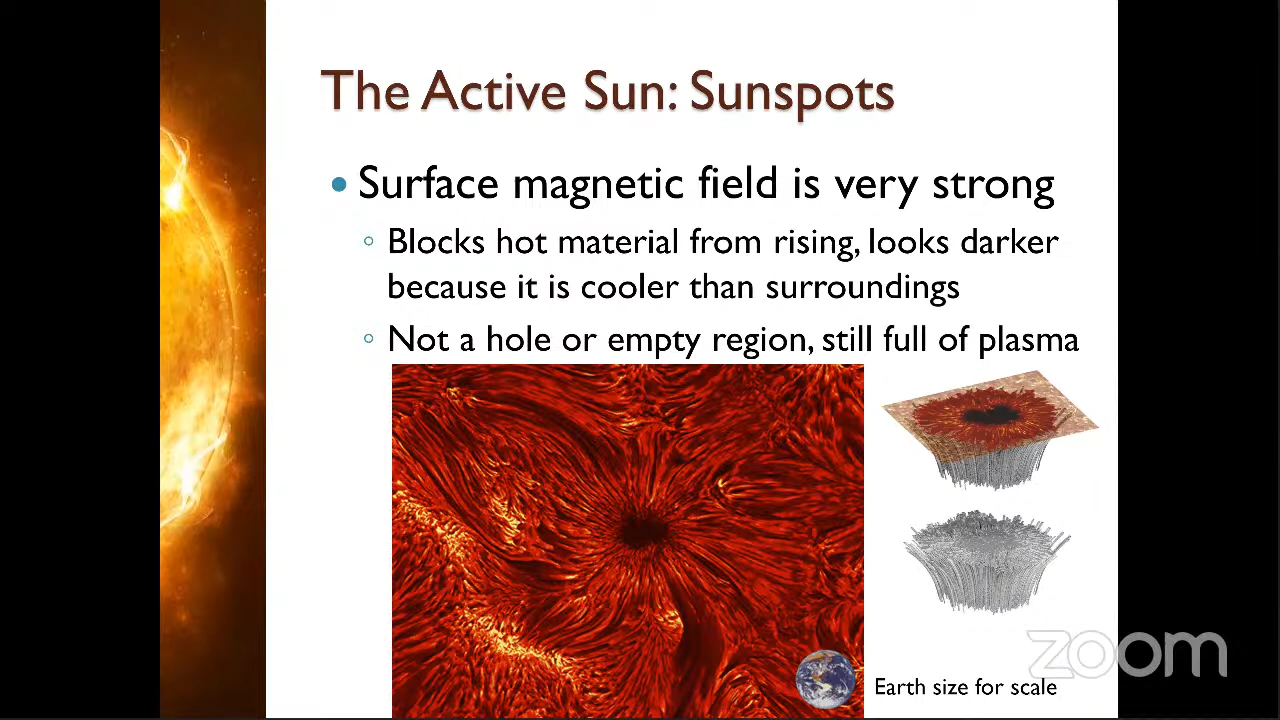 The Active Sun: Sunspots
Surface magnetic field is very strong
Blocks hot material from rising, looks darker
because it is cooler than surroundings
Not a hole or empty region, still full of plasma
Earth size for scale
zoom